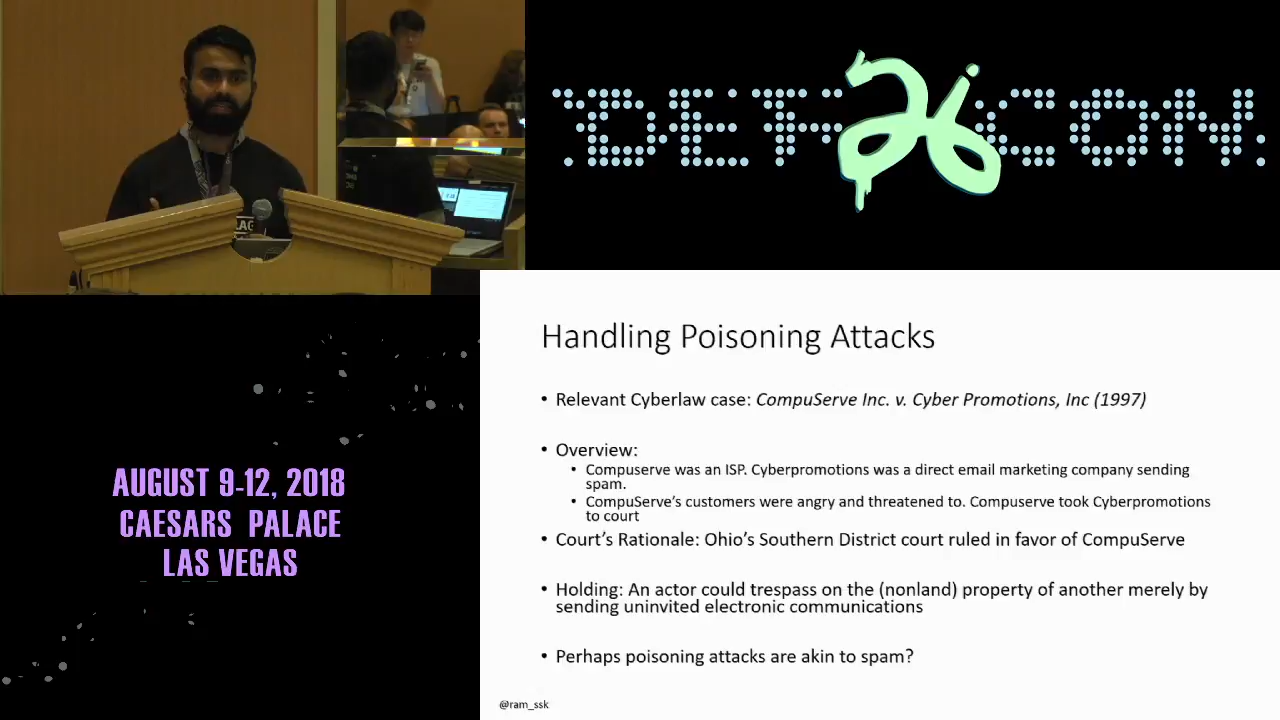 DEF 26 CON
AUGUST 9-12, 2018
CAESARS PALACE
LAS VEGAS
Handling Poisoning Attacks
• Relevant Cyberlaw case: CompuServe Inc. v. Cyber Promotions, Inc (1997)
• Overview:
• Compuserve was an ISP. Cyberpromotions was a direct email marketing company sending
spam.
• CompuServe's customers were angry and threatened to. Compuserve took Cyberpromotions
to court
• Court's Rationale: Ohio's Southern District court ruled in favor of CompuServe
• Holding: An actor could trespass on the (nonland) property of another merely by
sending uninvited electronic communications
• Perhaps poisoning attacks are akin to spam?
@ram_ssk